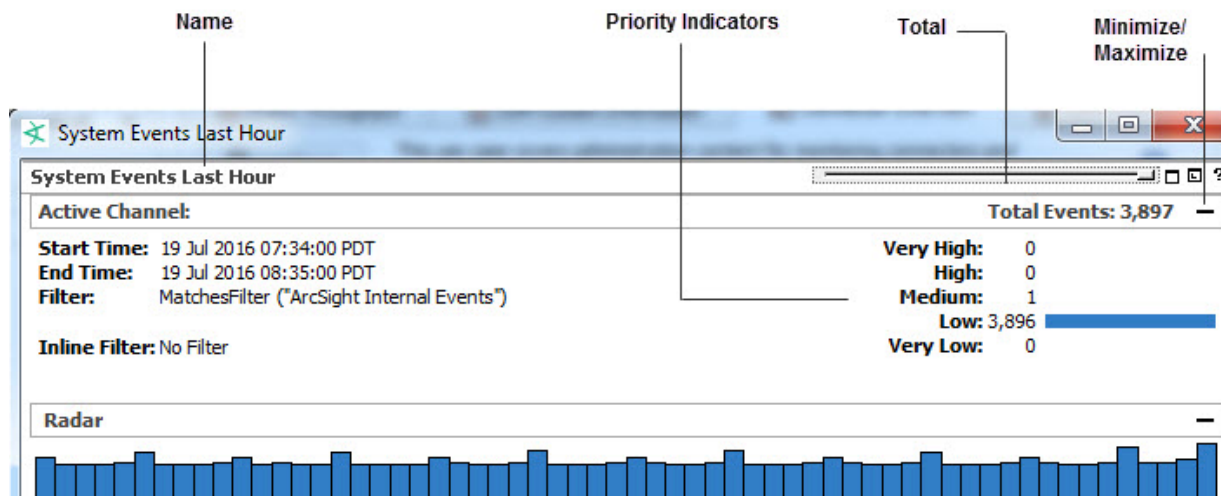 Name
Priority Indicators
Total
Minimize/
Maximize
System Events Last Hour
System Events Last Hour
?
Active Channel:
Total Events: 3,897
Start Time: 19 Jul 2016 07:34:00 PDT
End Time: 19 Jul 2016 08:35:00 PDT
Filter: MatchesFilter ("ArcSight Internal Events")
Inline Filter: No Filter
Very High: 0
High: 0
Medium: 1
Low: 3,896
Very Low: 0
Radar